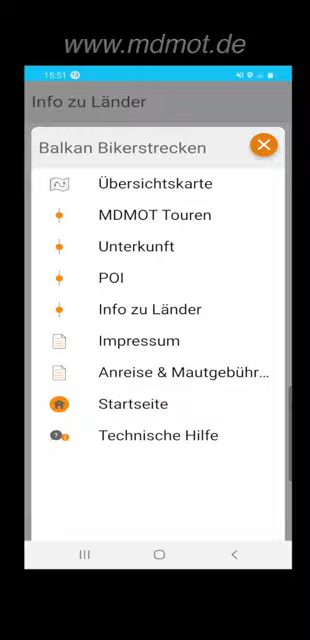 www.mdmot.de
15:51
Info zu Länder
Balkan Bikerstrecken
Übersichtskarte
MDMOT Touren
Unterkunft
POI
Info zu Länder
Impressum
Anreise & Mautgebühr...
Startseite
Technische Hilfe